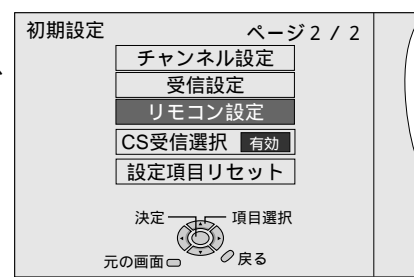 初期設定 ページ2 / 2
チャンネル設定
受信設定
リモコン設定
CS受信選択 有効
設定項目リセット
決定 項目選択
元の画面 戻る